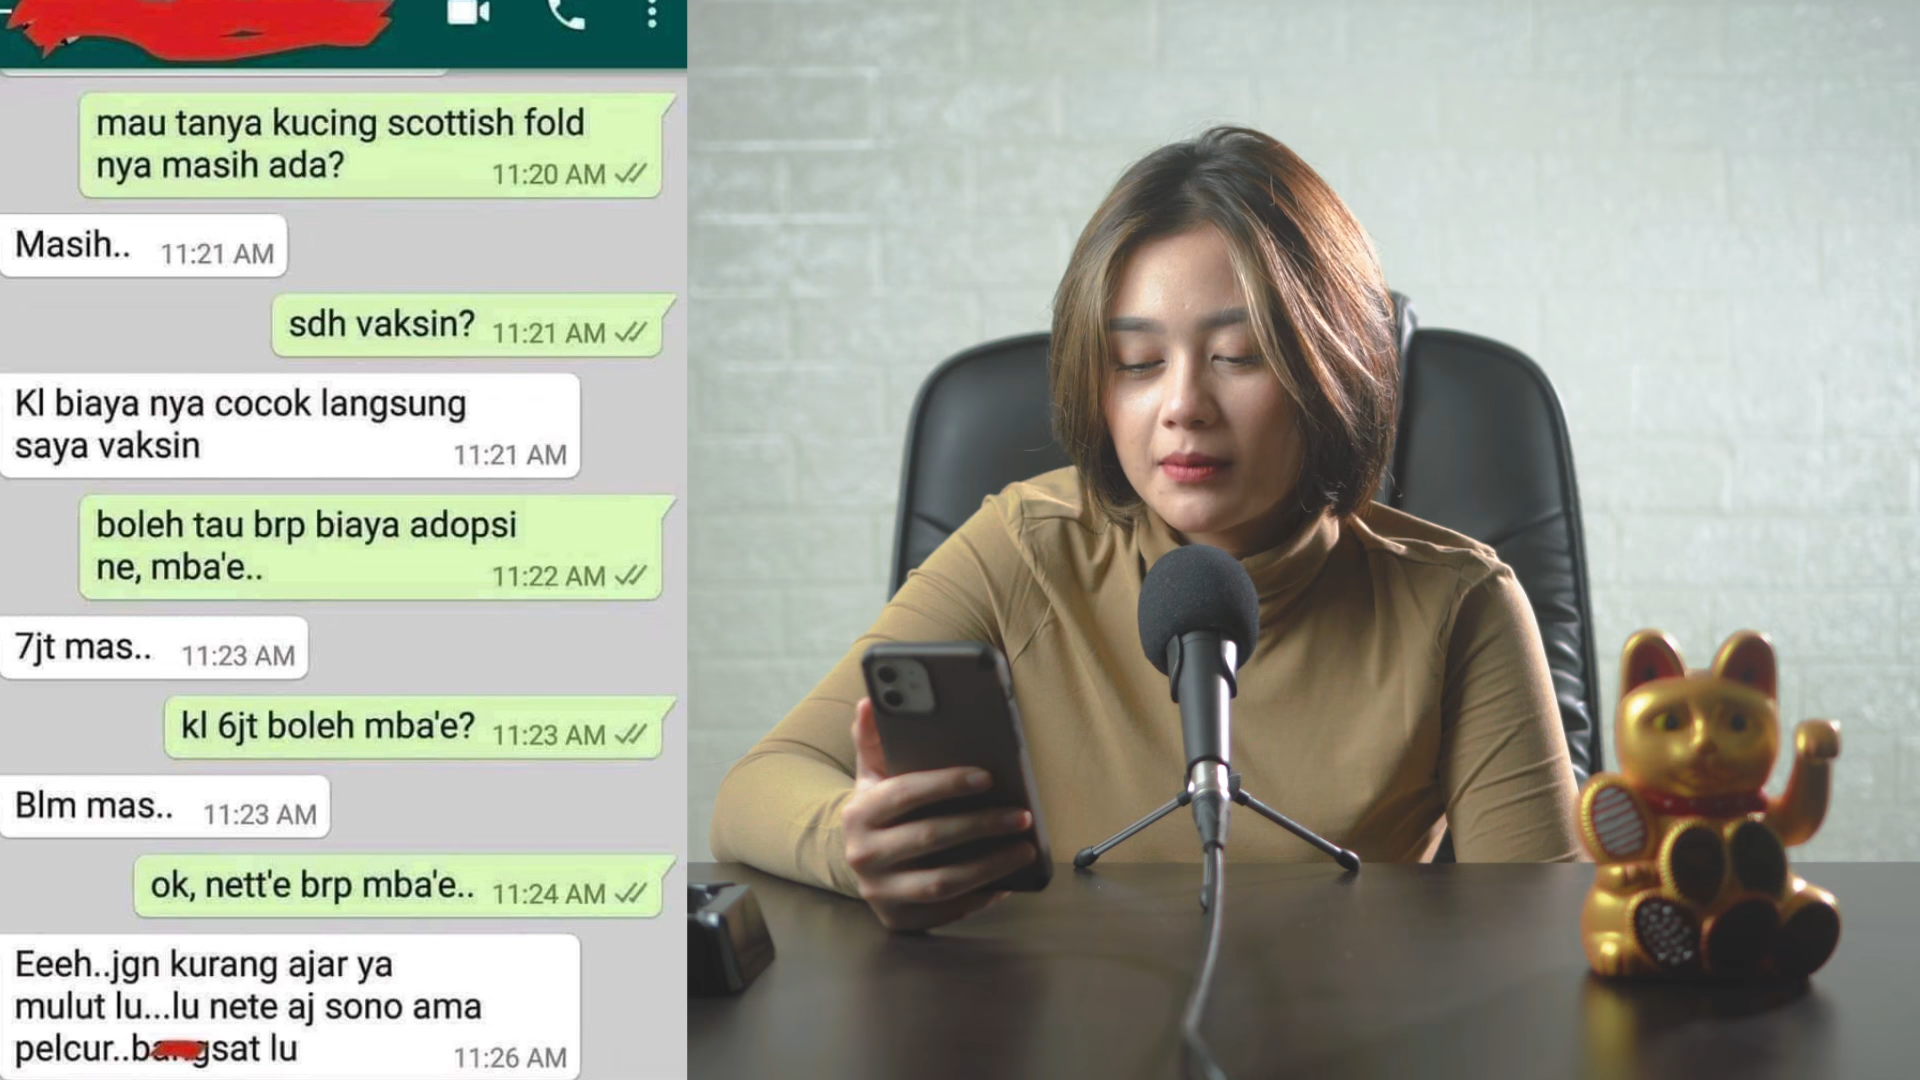 mau tanya kucing scottish fold
nya masih ada?
11:20 AM
Masih..
11:21 AM
sdh vaksin?
11:21 AM
Kl biaya nya cocok langsung
saya vaksin
11:21 AM
boleh tau brp biaya adopsi
ne, mba'e..
11:22 AM
7jt mas..
11:23 AM
kl 6jt boleh mba'e?
11:23 AM
Blm mas..
11:23 AM
ok, nett'e brp mba'e..
11:24 AM
Eeeh..jgn kurang ajar ya
mulut lu...lu nete aj sono ama
pelcur..bangsat lu
11:26 AM